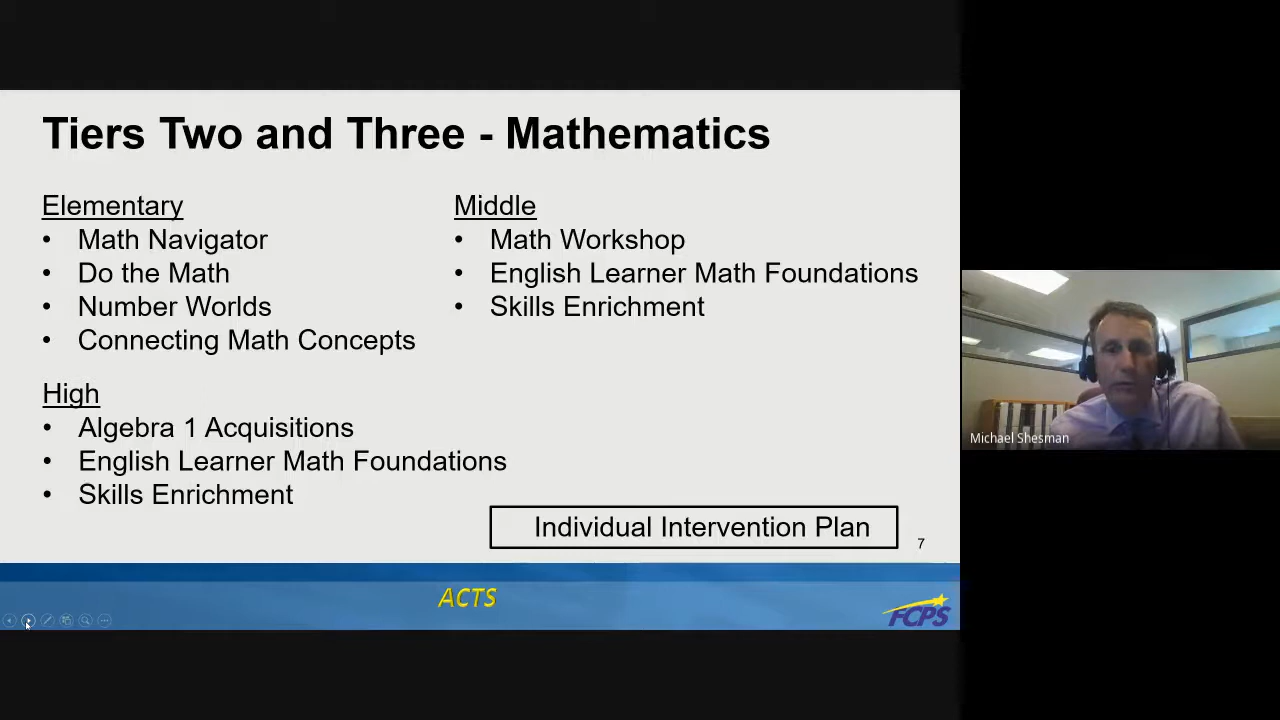 Tiers Two and Three - Mathematics
Elementary
• Math Navigator
• Do the Math
• Number Worlds
• Connecting Math Concepts
Middle
• Math Workshop
• English Learner Math Foundations
• Skills Enrichment
High
• Algebra 1 Acquisitions
• English Learner Math Foundations
• Skills Enrichment
Individual Intervention Plan
7
ACTS
FCPS
Michael Shesman